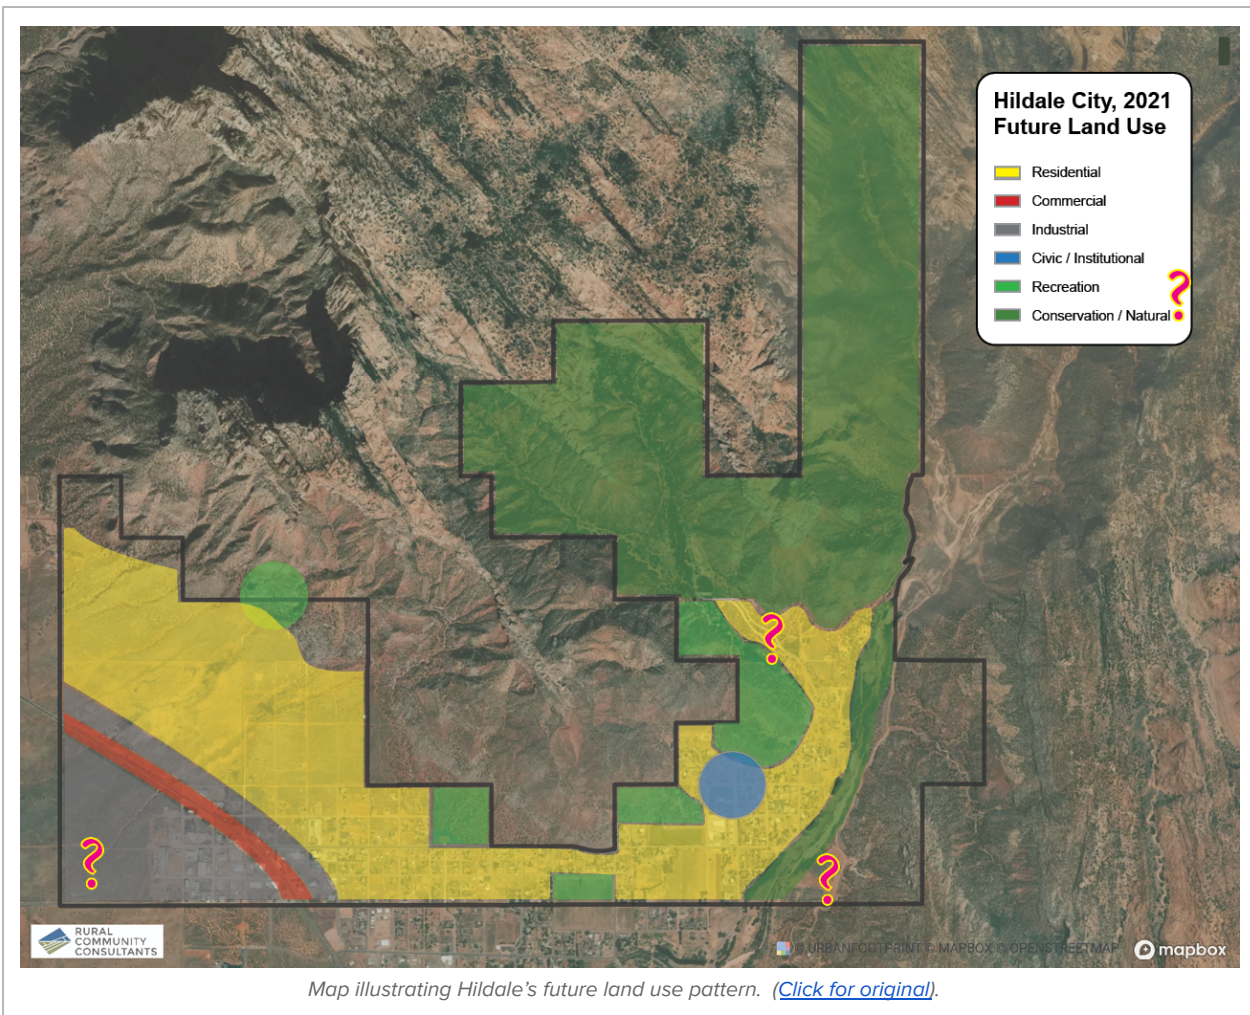 Hildale City, 2021
Future Land Use
Residential
Commercial
Industrial
Civic / Institutional
Recreation
Conservation / Natural
?
?
?
?
RURAL
COMMUNITY
CONSULTANTS
© URBANFOOTPRINT © MAPBOX © OPENSTREETMAP
mapbox
Map illustrating Hildale's future land use pattern. (Click for original).